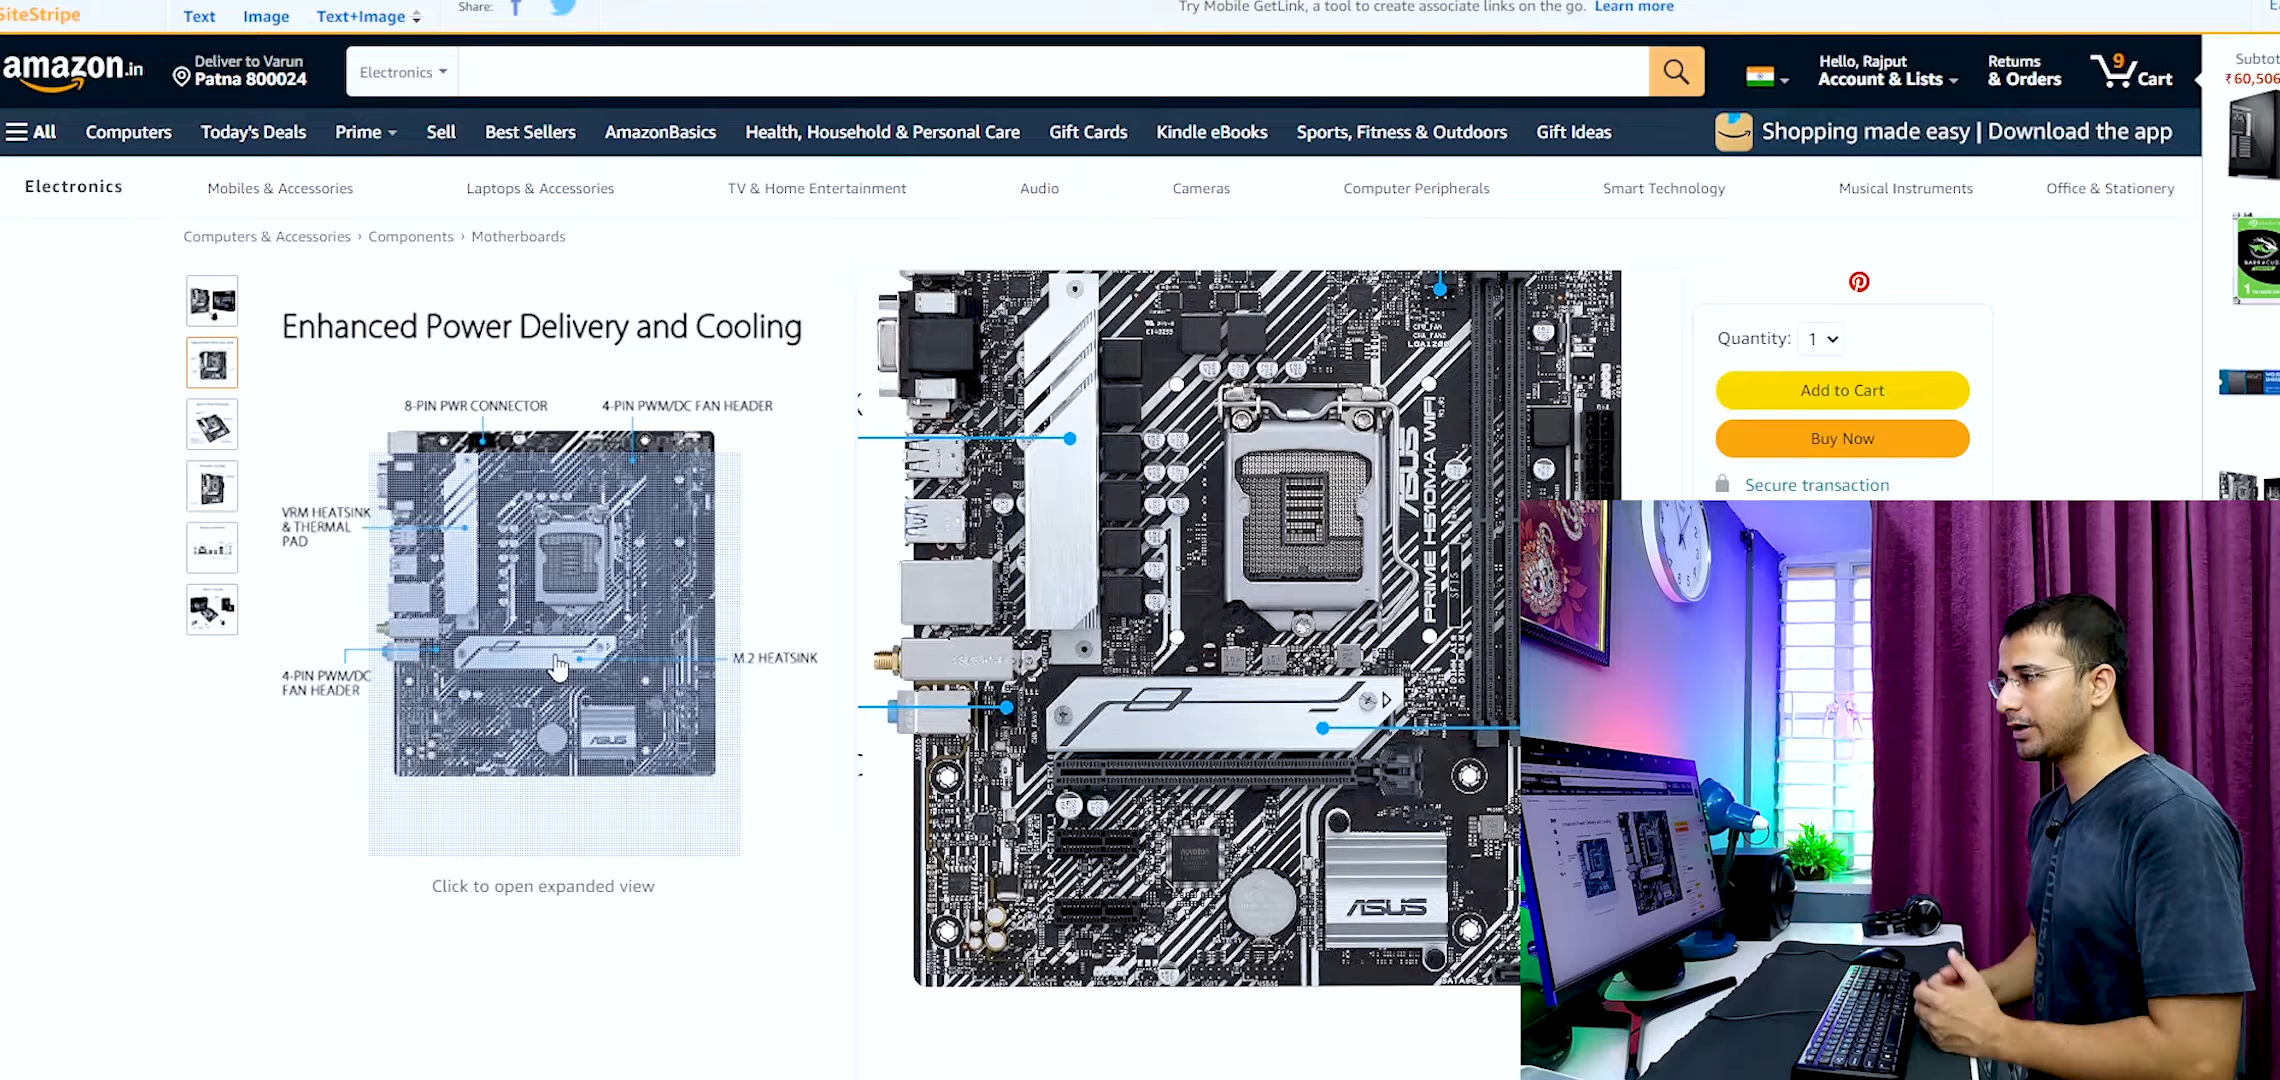 SiteStripe
Text Image Text+Image
Share:
Try Mobile GetLink, a tool to create associate links on the go. Learn more
amazon.in
Deliver to Varun
Patna 800024
Electronics
Hello, Rajput
Account & Lists
Returns
& Orders
9
Cart
Subtot
₹60,506
All Computers Today's Deals Prime Sell Best Sellers AmazonBasics Health, Household & Personal Care Gift Cards Kindle eBooks Sports, Fitness & Outdoors Gift Ideas
Shopping made easy | Download the app
Electronics Mobiles & Accessories Laptops & Accessories TV & Home Entertainment Audio Cameras Computer Peripherals Smart Technology Musical Instruments Office & Stationery
Computers & Accessories › Components › Motherboards
Enhanced Power Delivery and Cooling
8-PIN PWR CONNECTOR
4-PIN PWM/DC FAN HEADER
VRM HEATSINK
& THERMAL
PAD
4-PIN PWM/DC
FAN HEADER
M.2 HEATSINK
ASUS
Click to open expanded view
ASUS
PRIME H510M-A WIFI
ASUS
Quantity: 1
Add to Cart
Buy Now
Secure transaction